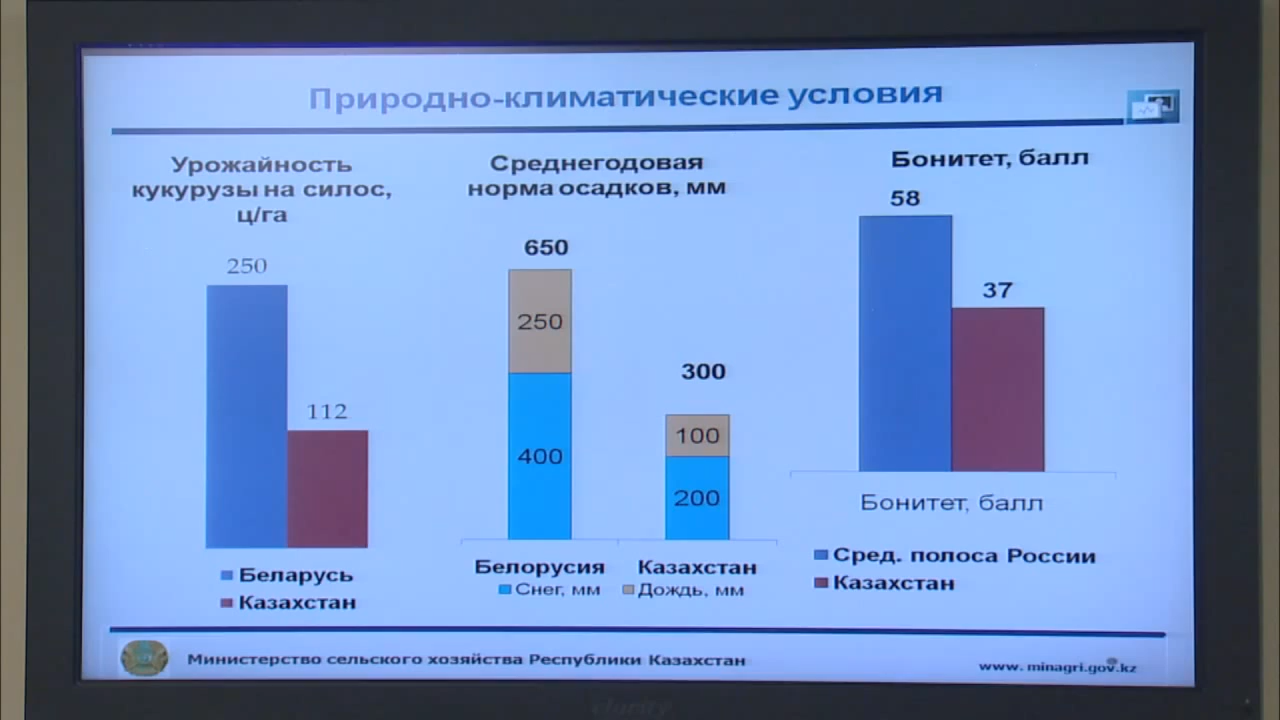 Природно-климатические условия
Урожайность
кукурузы на силос,
ц/га
250
112
Беларусь
Казахстан
Среднегодовая
норма осадков, мм
650
250
400
300
100
200
Белорусия Казахстан
Снег, мм Дождь, мм
Бонитет, балл
58
37
Бонитет, балл
Сред. полоса России
Казахстан
Министерство сельского хозяйства Республики Казахстан
www. minagri.gov.kz
clarity